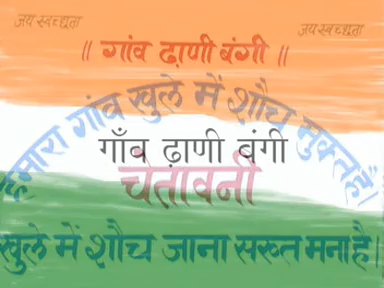 जय स्वच्छता
जय स्वच्छता
॥ गांव ढ़ाणी बंगी ॥
हमारा गांव खुले में शौच मुक्त है।
गाँव ढ़ाणी बंगी
चेतावनी
खुले में शौच जाना सख्त मना है।